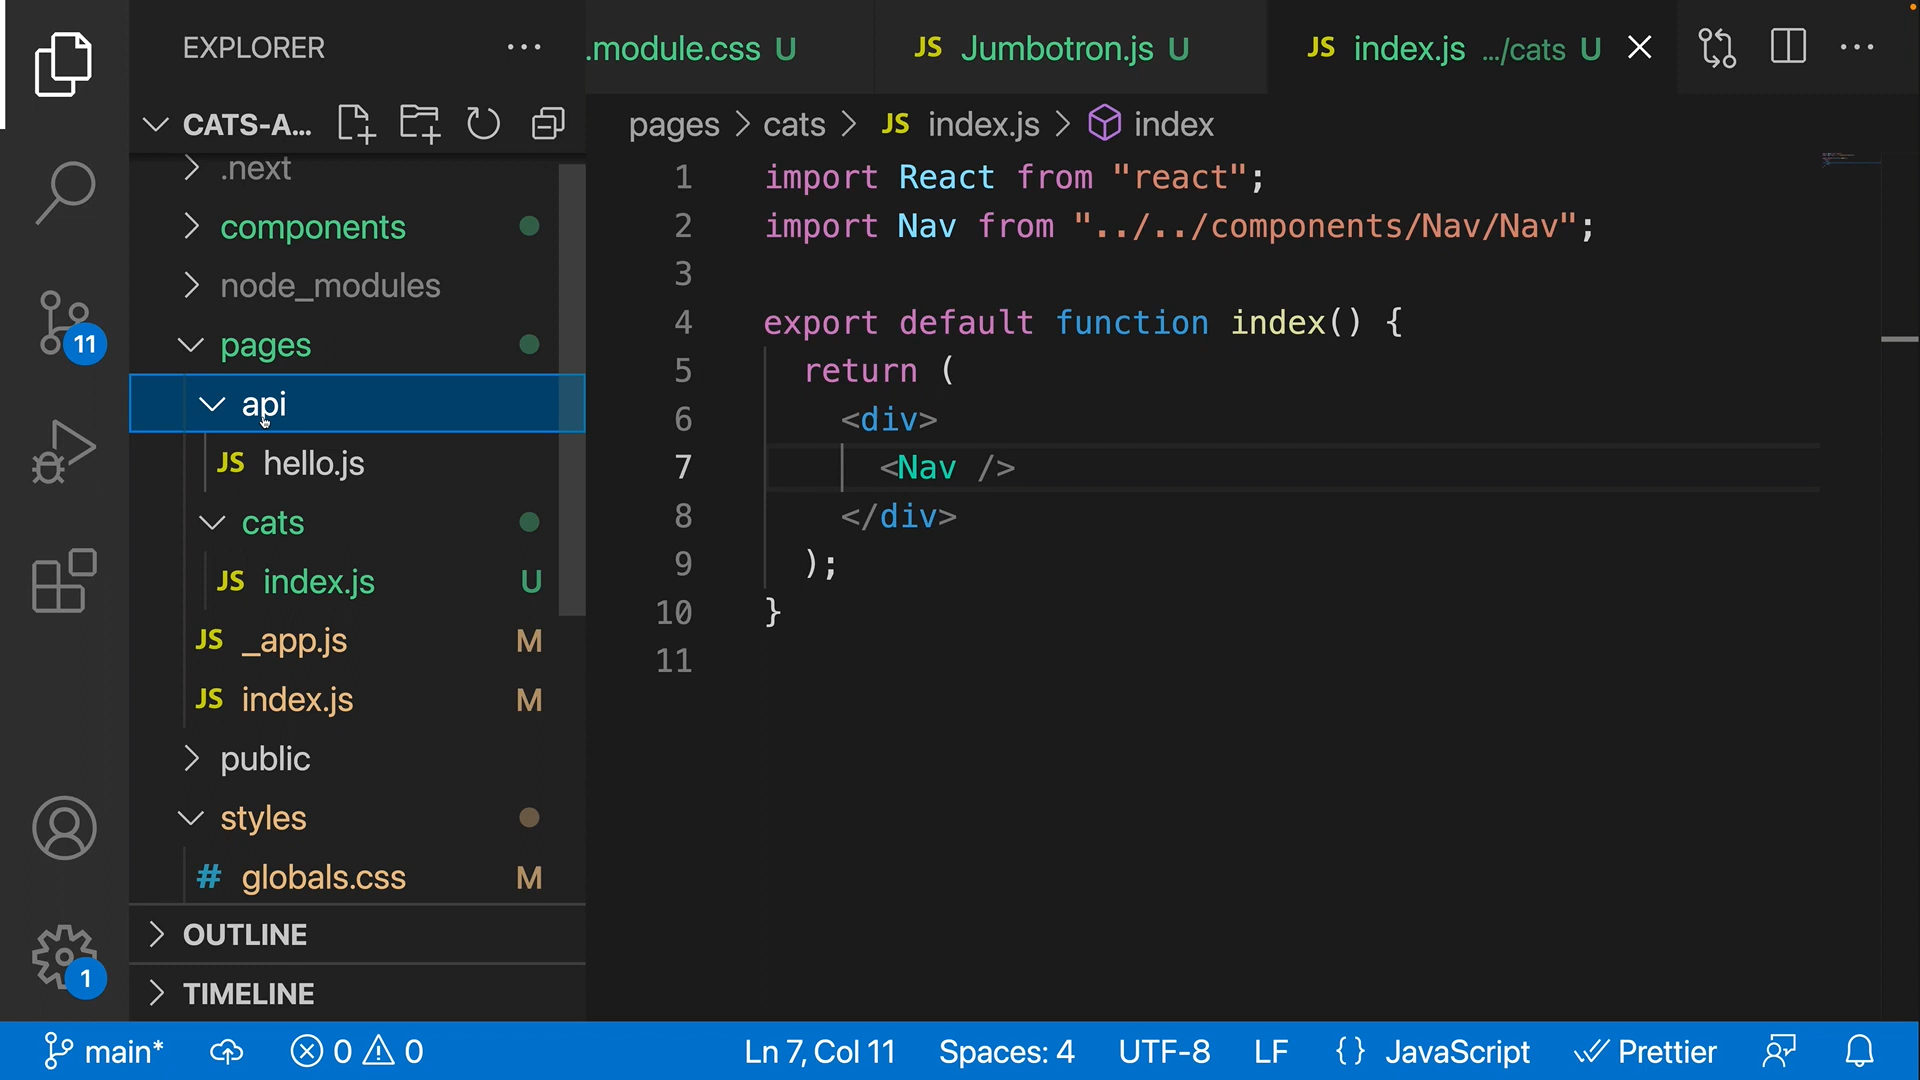 EXPLORER
.module.css U
JS Jumbotron.js U
JS index.js .../cats U
CATS-A...
pages > cats > JS index.js > index
.next
components
node_modules
pages
api
JS hello.js
cats
JS index.js U
JS _app.js M
JS index.js M
public
styles
# globals.css M
OUTLINE
TIMELINE
11
1
1 import React from "react";
2 import Nav from "../../components/Nav/Nav";
3
4 export default function index() {
5 return (
6 <div>
7 <Nav />
8 </div>
9 );
10 }
11
main* 0 0 Ln 7, Col 11 Spaces: 4 UTF-8 LF {} JavaScript Prettier